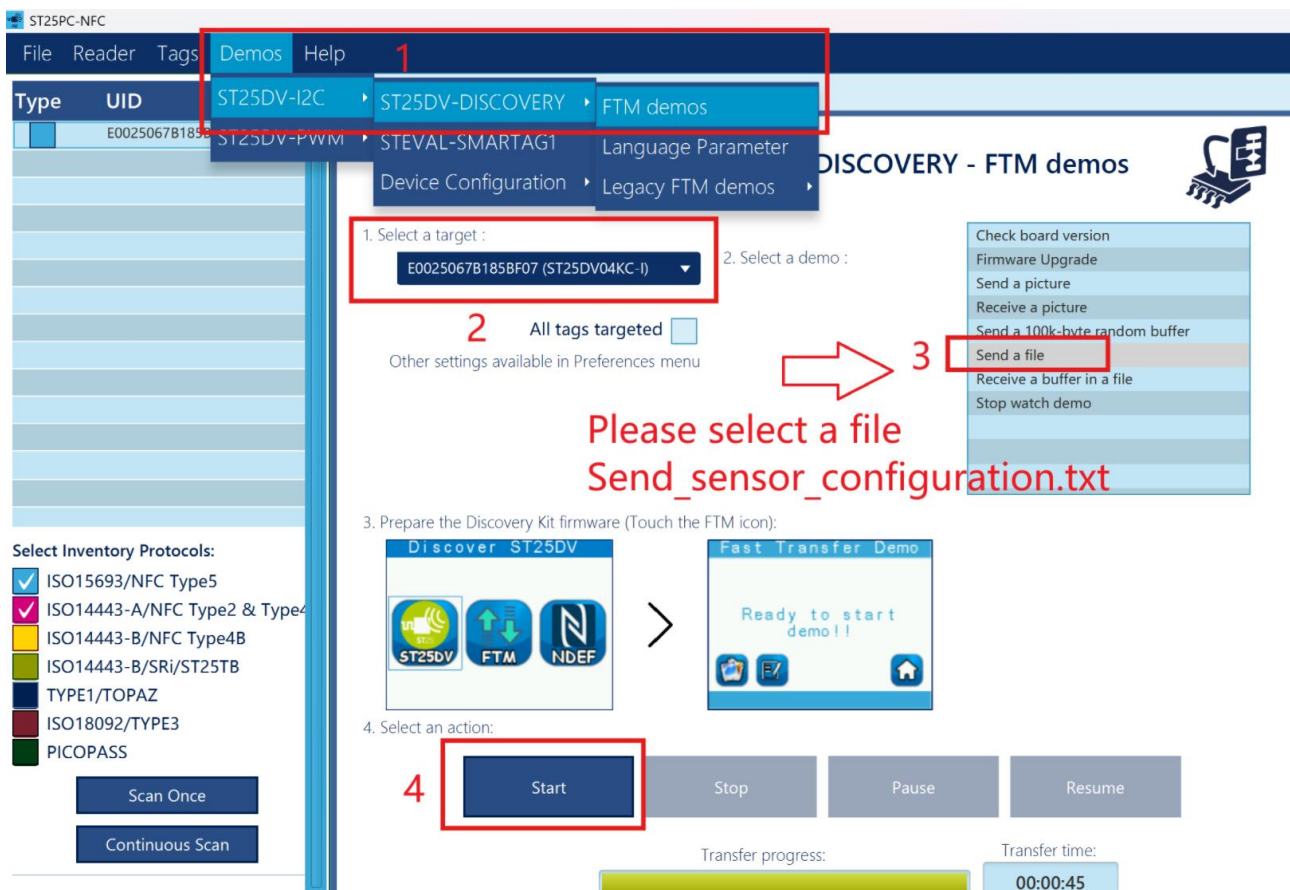 ST25PC-NFC
File Reader Tags Demos Help
1
Type UID
E0025067B185B
ST25DV-I2C
ST25DV-PWM
ST25DV-DISCOVERY
STEVAL-SMARTAG1
Device Configuration
FTM demos
Language Parameter
Legacy FTM demos
DISCOVERY - FTM demos
1. Select a target :
E0025067B185BF07 (ST25DV04KC-I)
2
All tags targeted
Other settings available in Preferences menu
2. Select a demo :
3
Check board version
Firmware Upgrade
Send a picture
Receive a picture
Send a 100k-byte random buffer
Send a file
Receive a buffer in a file
Stop watch demo
Please select a file
Send_sensor_configuration.txt
3. Prepare the Discovery Kit firmware (Touch the FTM icon):
Discover ST25DV
ST25DV FTM NDEF
Fast Transfer Demo
Ready to start
demo!!
Select Inventory Protocols:
ISO15693/NFC Type5
ISO14443-A/NFC Type2 & Type4
ISO14443-B/NFC Type4B
ISO14443-B/SRi/ST25TB
TYPE1/TOPAZ
ISO18092/TYPE3
PICOPASS
Scan Once
Continuous Scan
4. Select an action:
4
Start Stop Pause Resume
Transfer progress:
Transfer time:
00:00:45